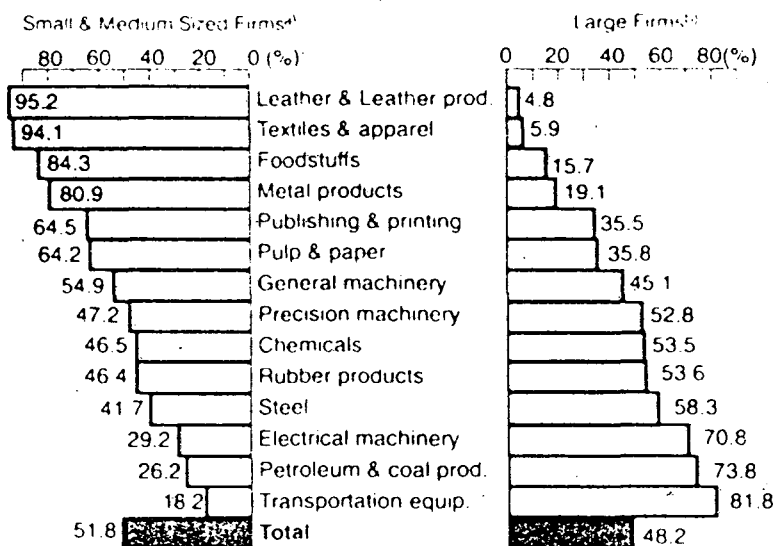 Small & Medium Sized Firms a) Large Firms
80 60 40 20 0 (%) 0 20 40 60 80(%)
95.2 Leather & Leather prod. 4.8
94.1 Textiles & apparel 5.9
84.3 Foodstuffs 15.7
80.9 Metal products 19.1
64.5 Publishing & printing 35.5
64.2 Pulp & paper 35.8
54.9 General machinery 45.1
47.2 Precision machinery 52.8
46.5 Chemicals 53.5
46.4 Rubber products 53.6
41.7 Steel 58.3
29.2 Electrical machinery 70.8
26.2 Petroleum & coal prod. 73.8
18.2 Transportation equip. 81.8
51.8 Total 48.2